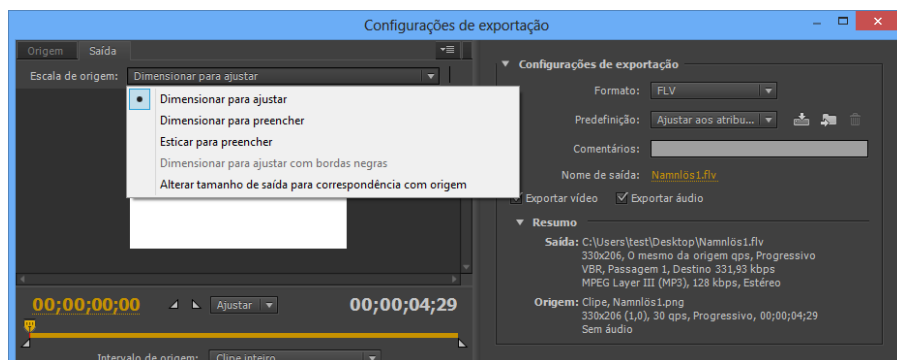 Configurações de exportação
Origem Saída
Escala de origem: Dimensionar para ajustar
Dimensionar para ajustar
Dimensionar para preencher
Esticar para preencher
Dimensionar para ajustar com bordas negras
Alterar tamanho de saída para correspondência com origem
00;00;00;00 Ajustar 00;00;04;29
Intervalo de origem: Clipe inteiro
Configurações de exportação
Formato: FLV
Predefinição: Ajustar aos atribu...
Comentários:
Nome de saída: Namnlös1.flv
Exportar vídeo Exportar áudio
Resumo
Saída: C:\Users\test\Desktop\Namnlös1.flv
330x206, O mesmo da origem qps, Progressivo
VBR, Passagem 1, Destino 331,93 kbps
MPEG Layer III (MP3), 128 kbps, Estéreo
Origem: Clipe, Namnlös1.png
330x206 (1,0), 30 qps, Progressivo, 00;00;04;29
Sem áudio